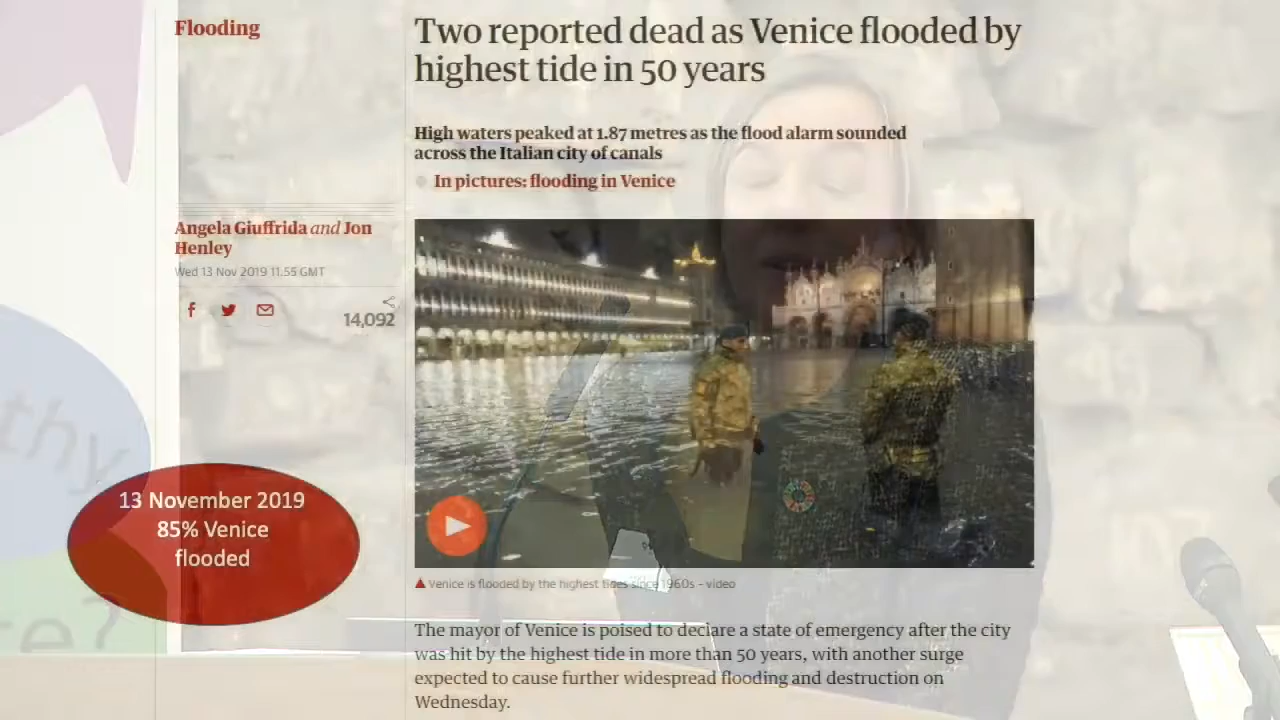 Flooding
Two reported dead as Venice flooded by
highest tide in 50 years
High waters peaked at 1.87 metres as the flood alarm sounded
across the Italian city of canals
In pictures: flooding in Venice
Angela Giuffrida and Jon
Henley
Wed 13 Nov 2019 11.55 GMT
14,092
13 November 2019
85% Venice
flooded
thy
re?
Venice is flooded by the highest tides since 1960s – video
The mayor of Venice is poised to declare a state of emergency after the city
was hit by the highest tide in more than 50 years, with another surge
expected to cause further widespread flooding and destruction on
Wednesday.